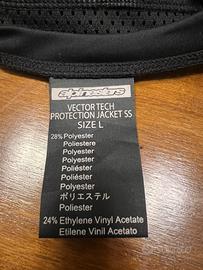 alpinestars
VECTOR TECH
PROTECTION JACKET SS
SIZE L
28% Polyester
Poliestere
Polyester
Polyester
Poliéster
Poliéster
Polyester
ポリエステル
Poliester
24% Ethylene Vinyl Acetate
Etilene Vinil Acetato